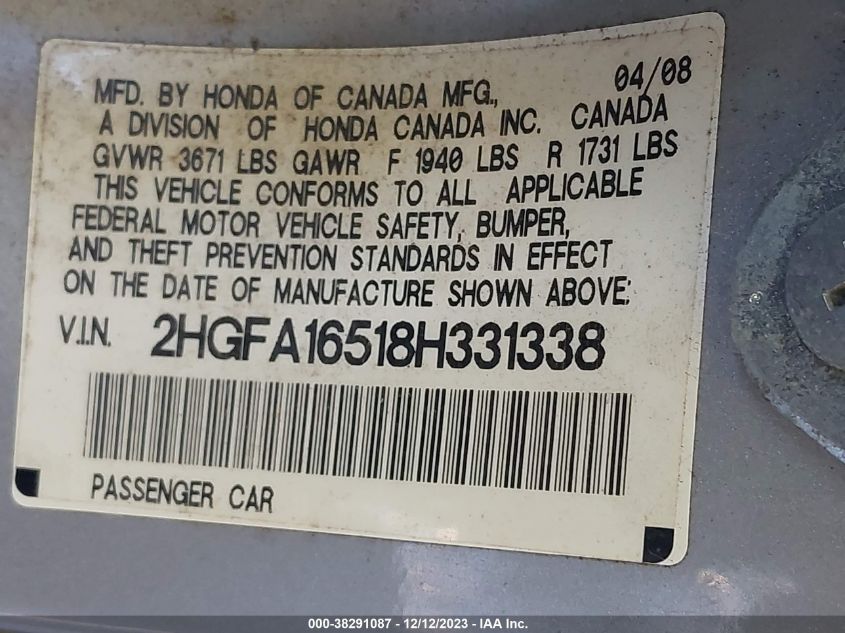 04/08
MFD. BY HONDA OF CANADA MFG.,
A DIVISION OF HONDA CANADA INC. CANADA
GVWR 3671 LBS GAWR F 1940 LBS R 1731 LBS
THIS VEHICLE CONFORMS TO ALL APPLICABLE
FEDERAL MOTOR VEHICLE SAFETY, BUMPER,
AND THEFT PREVENTION STANDARDS IN EFFECT
ON THE DATE OF MANUFACTURE SHOWN ABOVE:
V.I.N. 2HGFA16518H331338
PASSENGER CAR
000-38291087 - 12/12/2023 - IAA Inc.